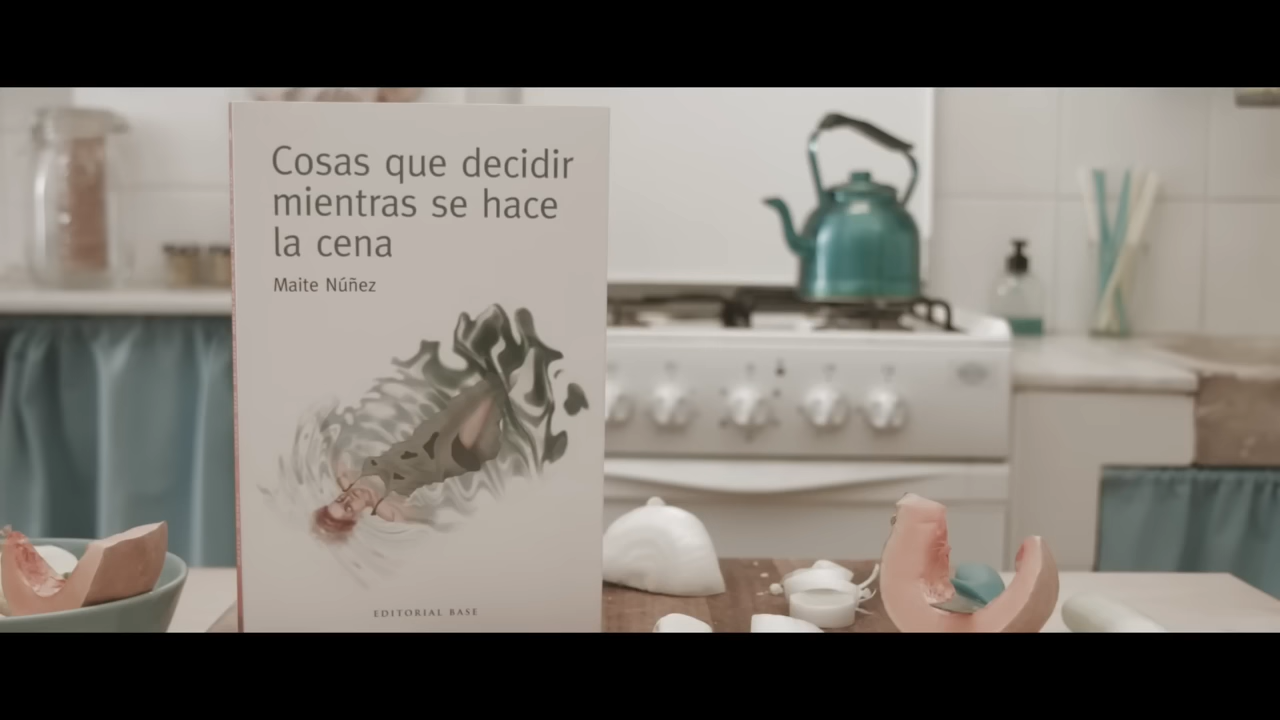 Cosas que decidir
mientras se hace
la cena
Maite Núñez
EDITORIAL BASE